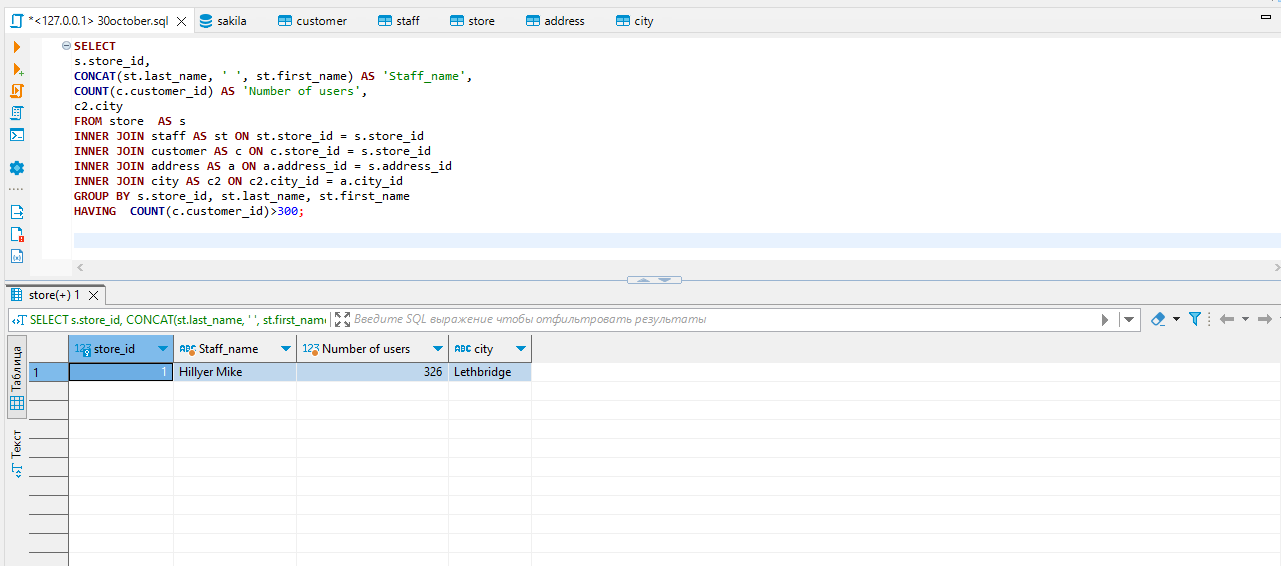 *<127.0.0.1> 30october.sql sakila customer staff store address city
SELECT
s.store_id,
CONCAT(st.last_name, ' ', st.first_name) AS 'Staff_name',
COUNT(c.customer_id) AS 'Number of users',
c2.city
FROM store  AS s
INNER JOIN staff AS st ON st.store_id = s.store_id
INNER JOIN customer AS c ON c.store_id = s.store_id
INNER JOIN address AS a ON a.address_id = s.address_id
INNER JOIN city AS c2 ON c2.city_id = a.city_id
GROUP BY s.store_id, st.last_name, st.first_name
HAVING  COUNT(c.customer_id)>300;
store(+) 1
SELECT s.store_id, CONCAT(st.last_name, ' ', st.first_name Введите SQL выражение чтобы отфильтровать результаты
123 store_id ABC Staff_name 123 Number of users ABC city
1 1 Hillyer Mike 326 Lethbridge
Таблица
Текст